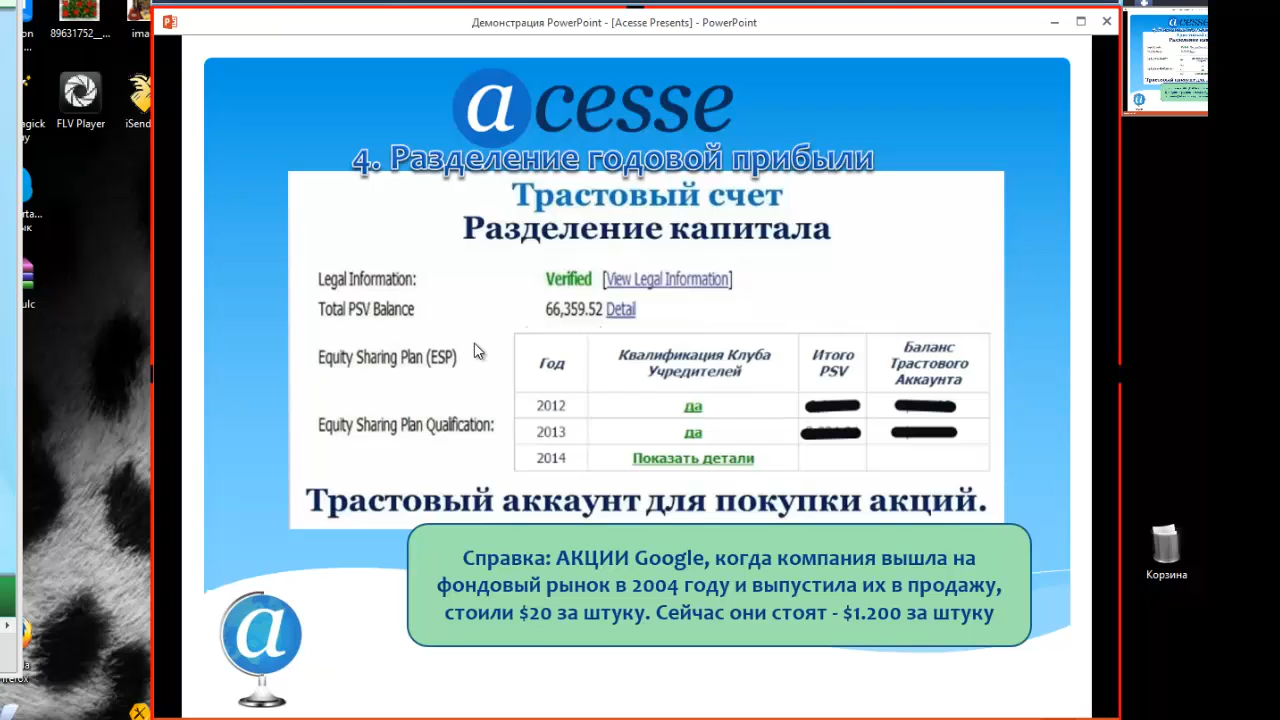 Демонстрация PowerPoint - [Acesse Presents] - PowerPoint
89631752__...
ima
FLV Player
iSend
acesse
4. Разделение годовой прибыли
Трастовый счет
Разделение капитала
Legal Information:
Verified [View Legal Information]
Total PSV Balance
66,359.52 Detail
Equity Sharing Plan (ESP)
Год
Квалификация Клуба
Учредителей
Итого
PSV
Баланс
Трастового
Аккаунта
Equity Sharing Plan Qualification:
2012
да
2013
да
2014
Показать детали
Трастовый аккаунт для покупки акций.
Справка: АКЦИИ Google, когда компания вышла на
фондовый рынок в 2004 году и выпустила их в продажу,
стоили $20 за штуку. Сейчас они стоят - $1.200 за штуку
a
Корзина